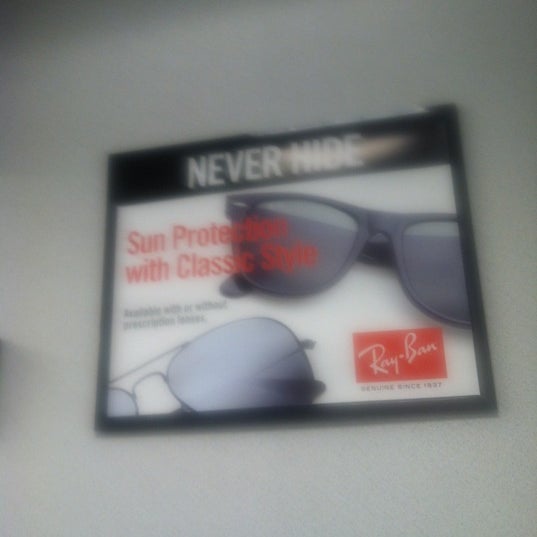 NEVER HIDE
Sun Protection
with Classic Style
Available with or without
prescription lenses.
Ray-Ban
GENUINE SINCE 1937